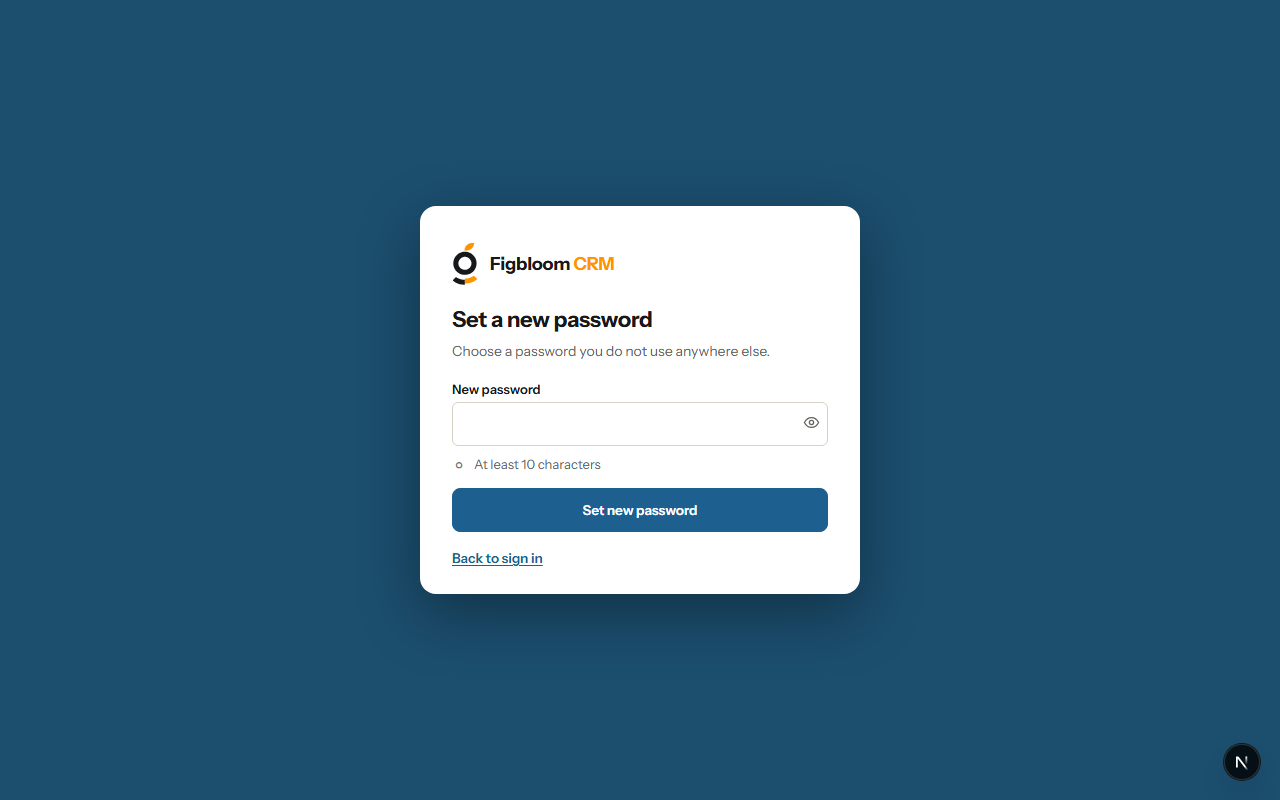 Figbloom CRM
Set a new password
Choose a password you do not use anywhere else.
New password
At least 10 characters
Set new password
Back to sign in
N